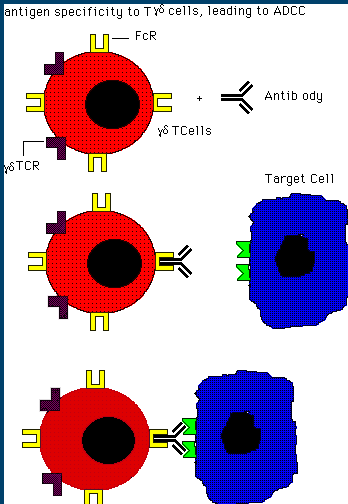 antigen specificity to Tγδ cells, leading to ADCC
FcR
+
Antib ody
γδ TCells
γδTCR
Target Cell